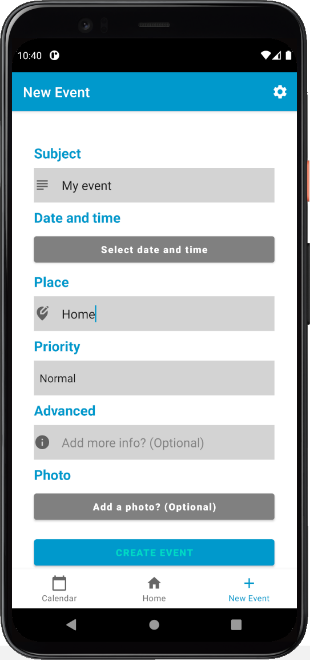 10:40
New Event
Subject
My event
Date and time
Select date and time
Place
Home
Priority
Normal
Advanced
Add more info? (Optional)
Photo
Add a photo? (Optional)
CREATE EVENT
Calendar Home New Event